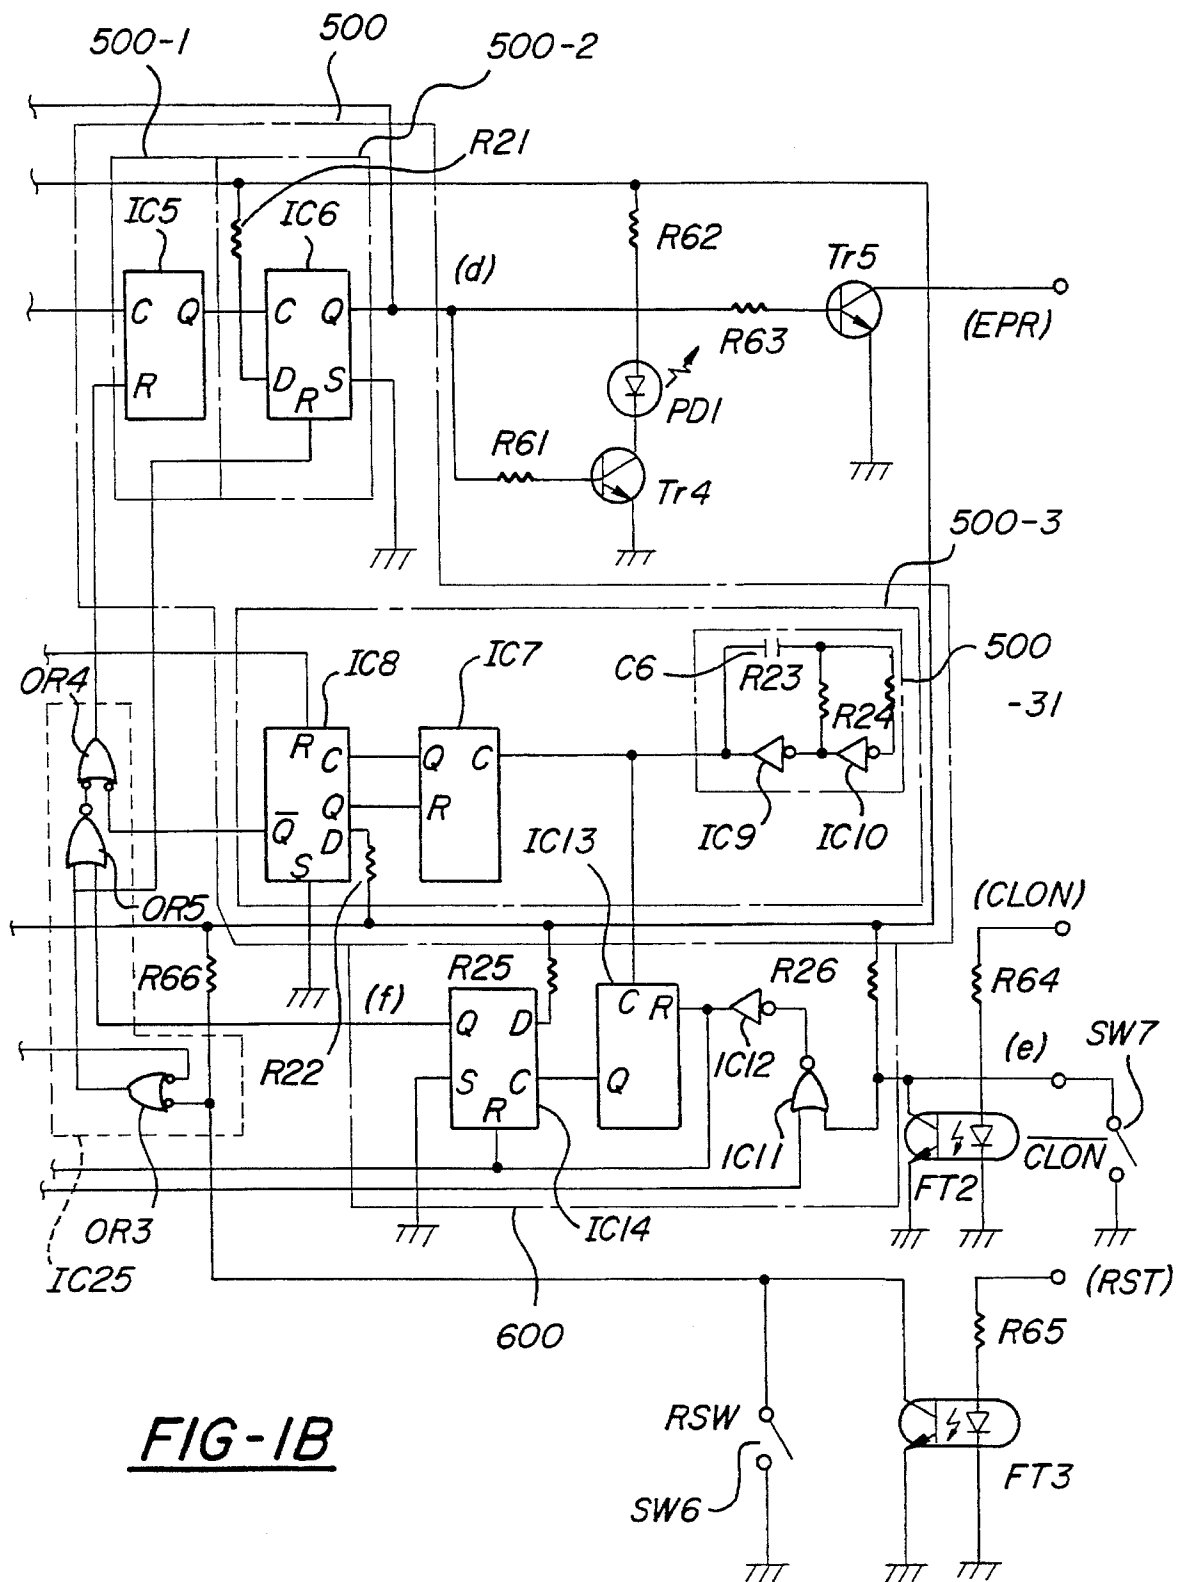 500-1
500
500-2
R21
IC5
IC6
(d)
R62
Tr5
C
Q
C
Q
(EPR)
R63
R
D
R
S
PD1
R61
Tr4
500-3
IC8
IC7
C6
R23
500
-31
OR4
R24
R
C
Q
C
Q
R
Q
D
S
IC9
IC10
IC13
OR5
(CLON)
R66
(f)
R25
R26
R64
Q
D
C
R
IC12
(e)
SW7
R22
S
C
Q
R
IC11
CLON
FT2
OR3
IC14
IC25
600
(RST)
R65
RSW
FIG-1B
FT3
SW6